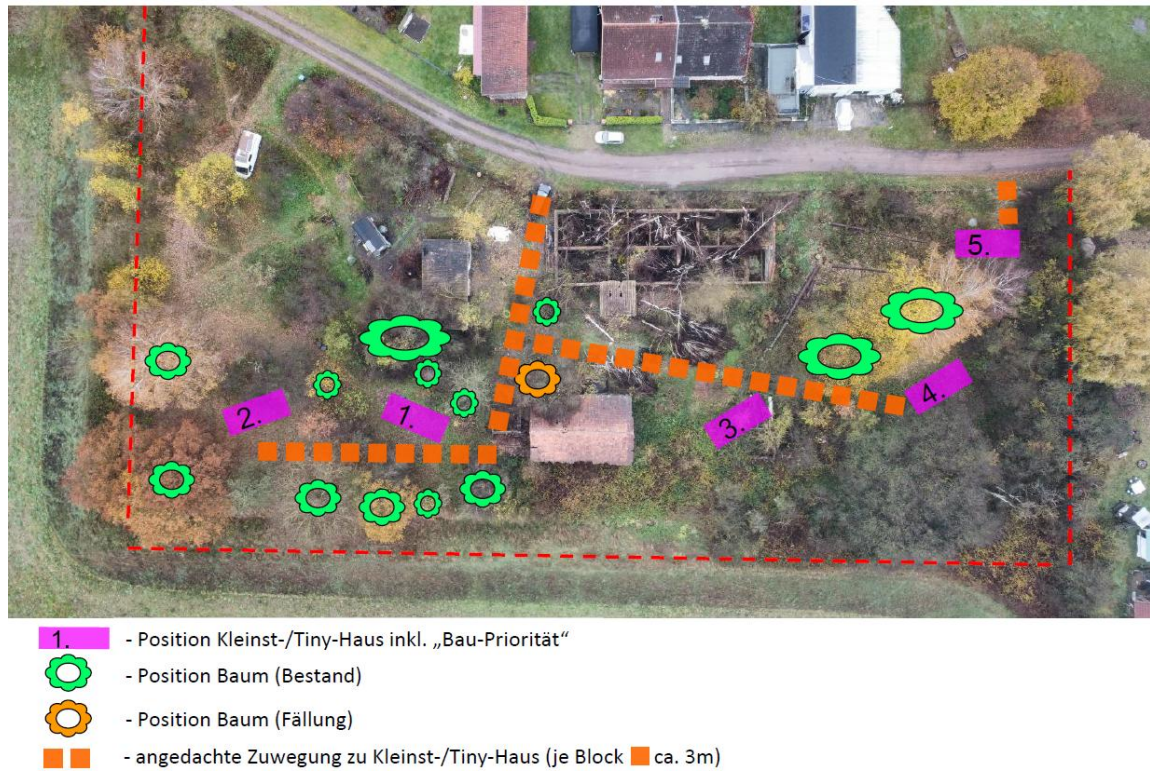 5.
4.
2.
1.
3.
1. - Position Kleinst-/Tiny-Haus inkl. „Bau-Priorität“
- Position Baum (Bestand)
- Position Baum (Fällung)
- angedachte Zuwegung zu Kleinst-/Tiny-Haus (je Block ca. 3m)